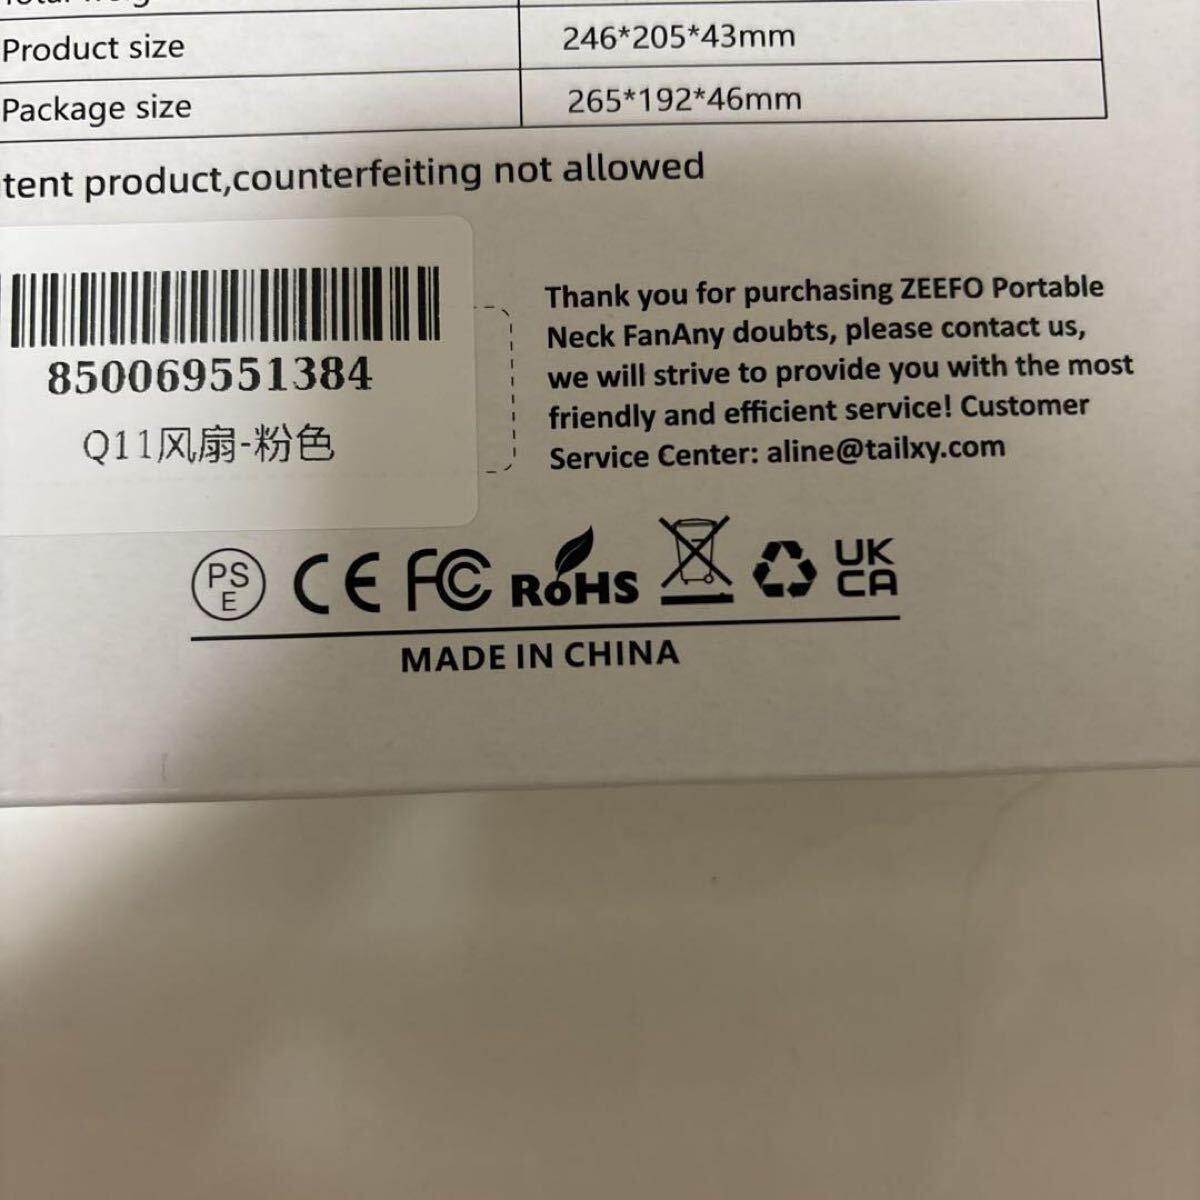 Product size 246*205*43mm
Package size 265*192*46mm
tent product,counterfeiting not allowed
850069551384
Q11风扇-粉色
Thank you for purchasing ZEEFO Portable
Neck FanAny doubts, please contact us,
we will strive to provide you with the most
friendly and efficient service! Customer
Service Center: aline@tailxy.com
PS
E
CE FC RoHS UK
CA
MADE IN CHINA